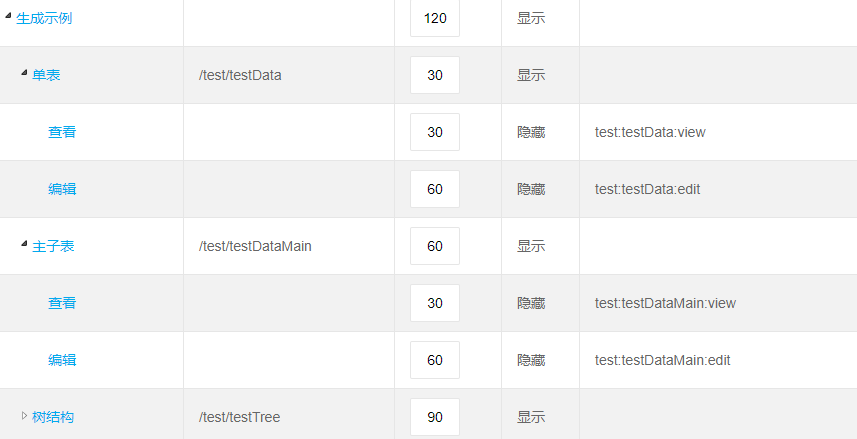 生成示例 120 显示
单表 /test/testData 30 显示
查看 30 隐藏 test:testData:view
编辑 60 隐藏 test:testData:edit
主子表 /test/testDataMain 60 显示
查看 30 隐藏 test:testDataMain:view
编辑 60 隐藏 test:testDataMain:edit
树结构 /test/testTree 90 显示